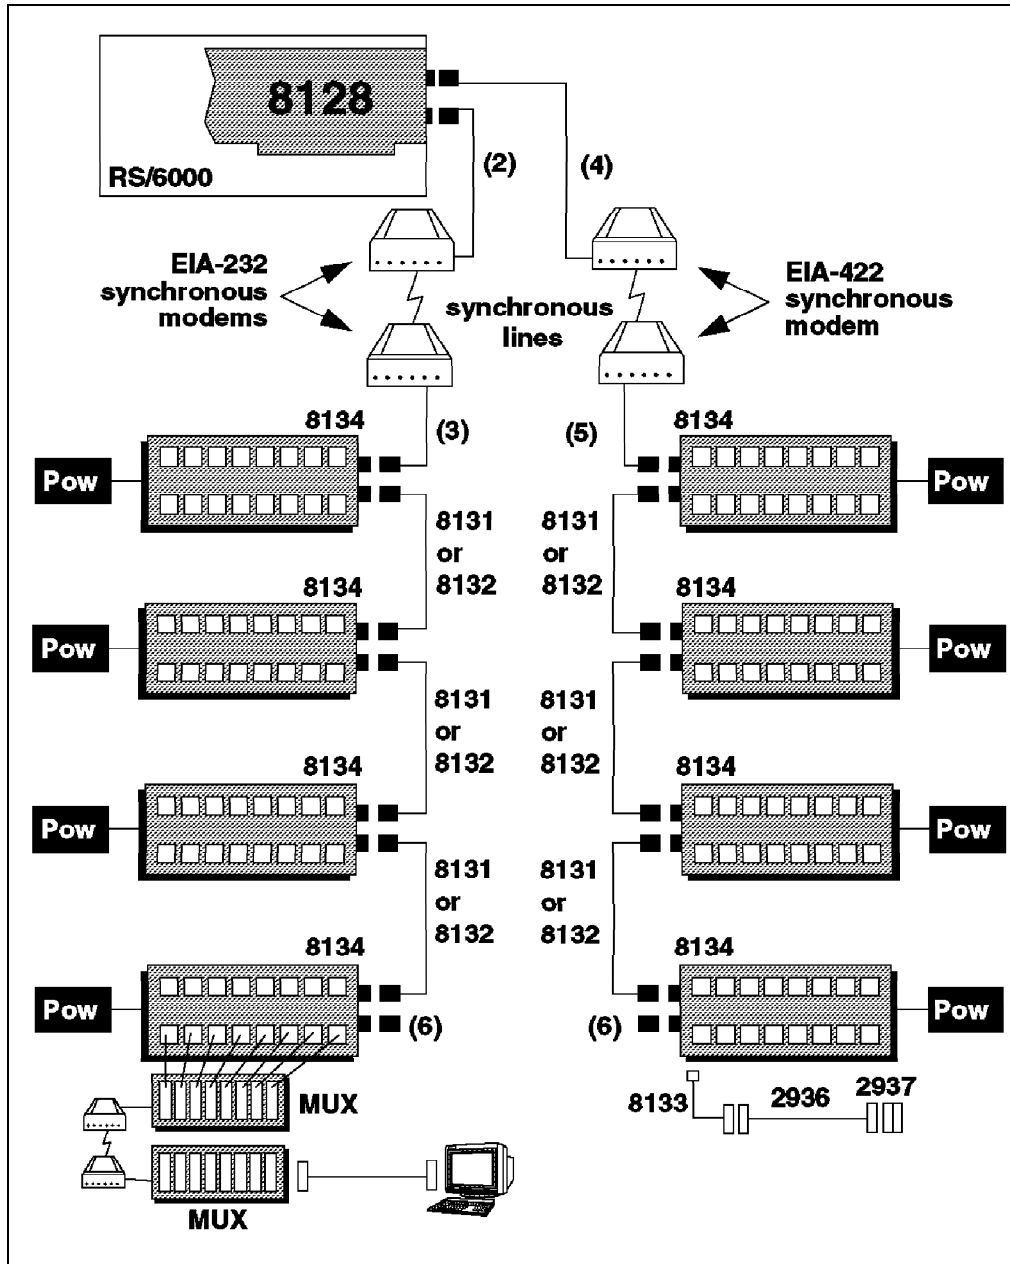 8128
RS/6000
(2)
(4)
EIA-232
synchronous
modems
synchronous
lines
EIA-422
synchronous
modem
8134
(3)
(5)
8134
Pow
Pow
8131
or
8132
8131
or
8132
8134
8134
Pow
Pow
8131
or
8132
8131
or
8132
8134
8134
Pow
Pow
8131
or
8132
8131
or
8132
8134
8134
Pow
(6)
(6)
Pow
MUX
8133
2936
2937
MUX